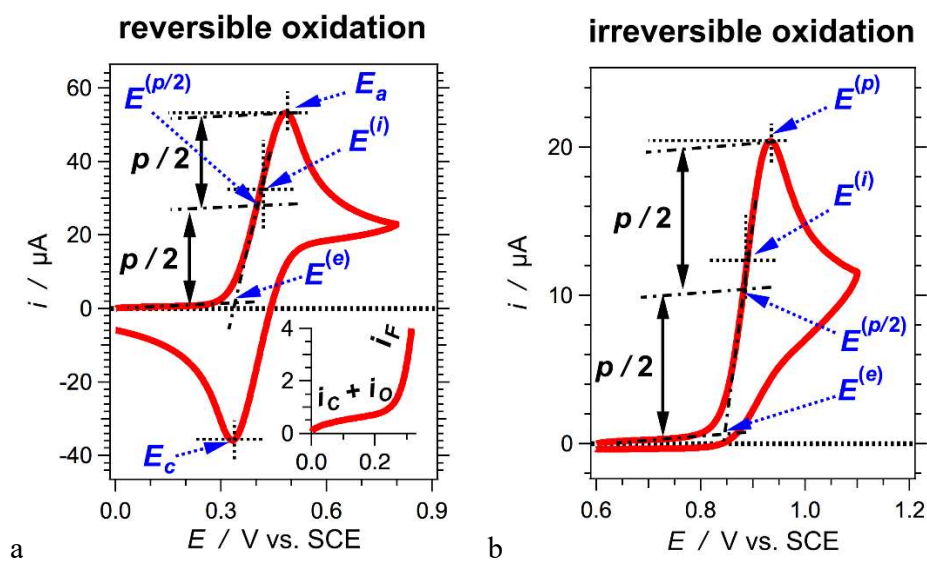 reversible oxidation
irreversible oxidation
60
40
20
0
-20
-40
i / µA
E(p/2)
Ea
E(i)
p / 2
p / 2
E(e)
Ec
4
2
0
iF
iC + iO
0.0
0.2
0.0
0.3
0.6
0.9
E / V vs. SCE
a
20
10
0
i / µA
E(p)
E(i)
p / 2
E(p/2)
p / 2
E(e)
0.6
0.8
1.0
1.2
E / V vs. SCE
b